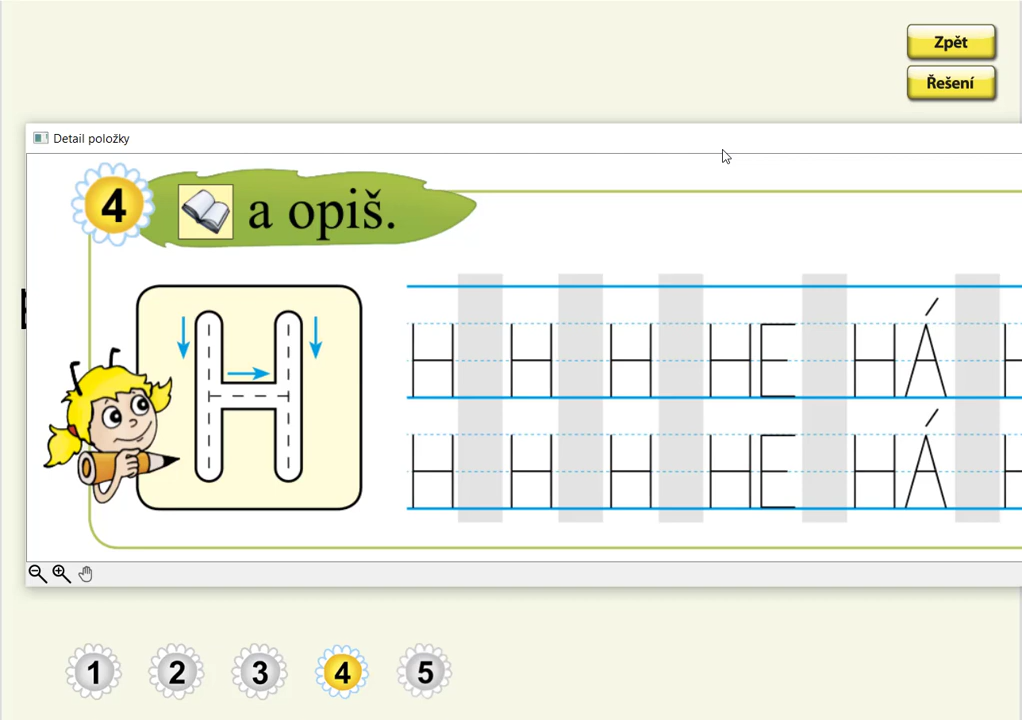 Zpět
Řešení
Detail položky
4 a opiš.
H
H H H HE HÁ
H H H HE HÁ
1 2 3 4 5